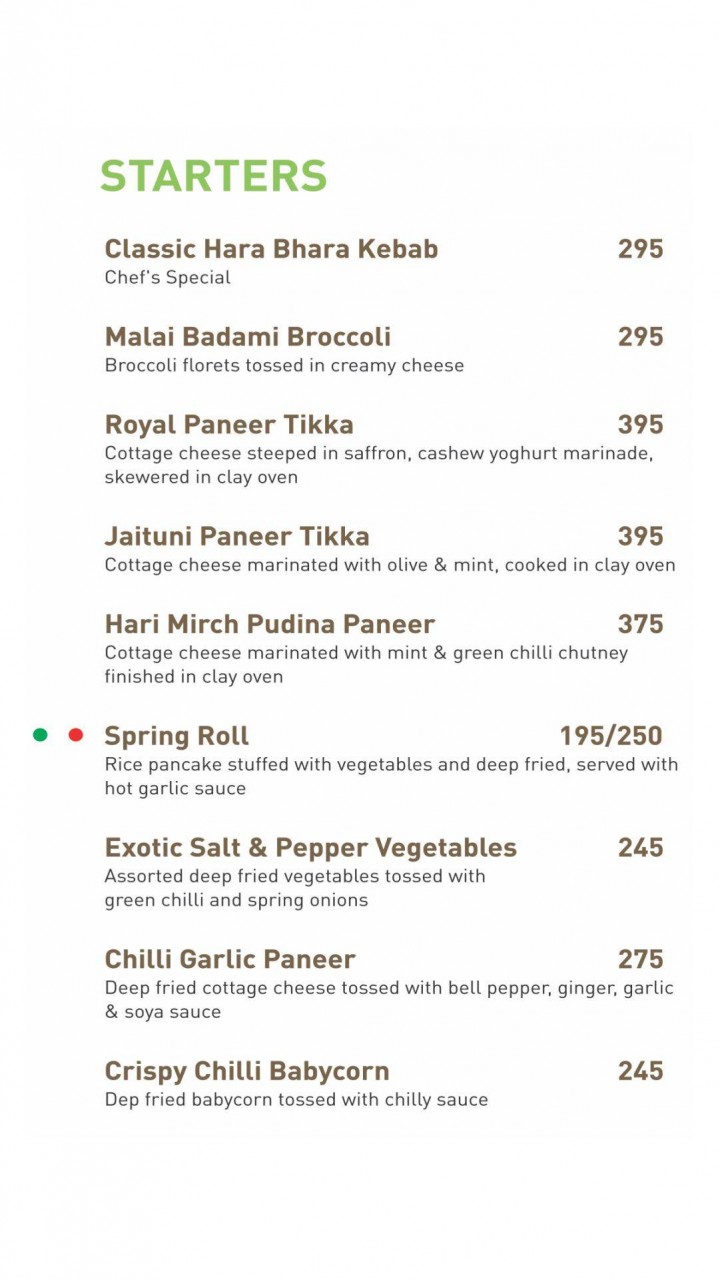 STARTERS
Classic Hara Bhara Kebab 295
Chef's Special
Malai Badami Broccoli 295
Broccoli florets tossed in creamy cheese
Royal Paneer Tikka 395
Cottage cheese steeped in saffron, cashew yoghurt marinade,
skewered in clay oven
Jaituni Paneer Tikka 395
Cottage cheese marinated with olive & mint, cooked in clay oven
Hari Mirch Pudina Paneer 375
Cottage cheese marinated with mint & green chilli chutney
finished in clay oven
Spring Roll 195/250
Rice pancake stuffed with vegetables and deep fried, served with
hot garlic sauce
Exotic Salt & Pepper Vegetables 245
Assorted deep fried vegetables tossed with
green chilli and spring onions
Chilli Garlic Paneer 275
Deep fried cottage cheese tossed with bell pepper, ginger, garlic
& soya sauce
Crispy Chilli Babycorn 245
Dep fried babycorn tossed with chilly sauce